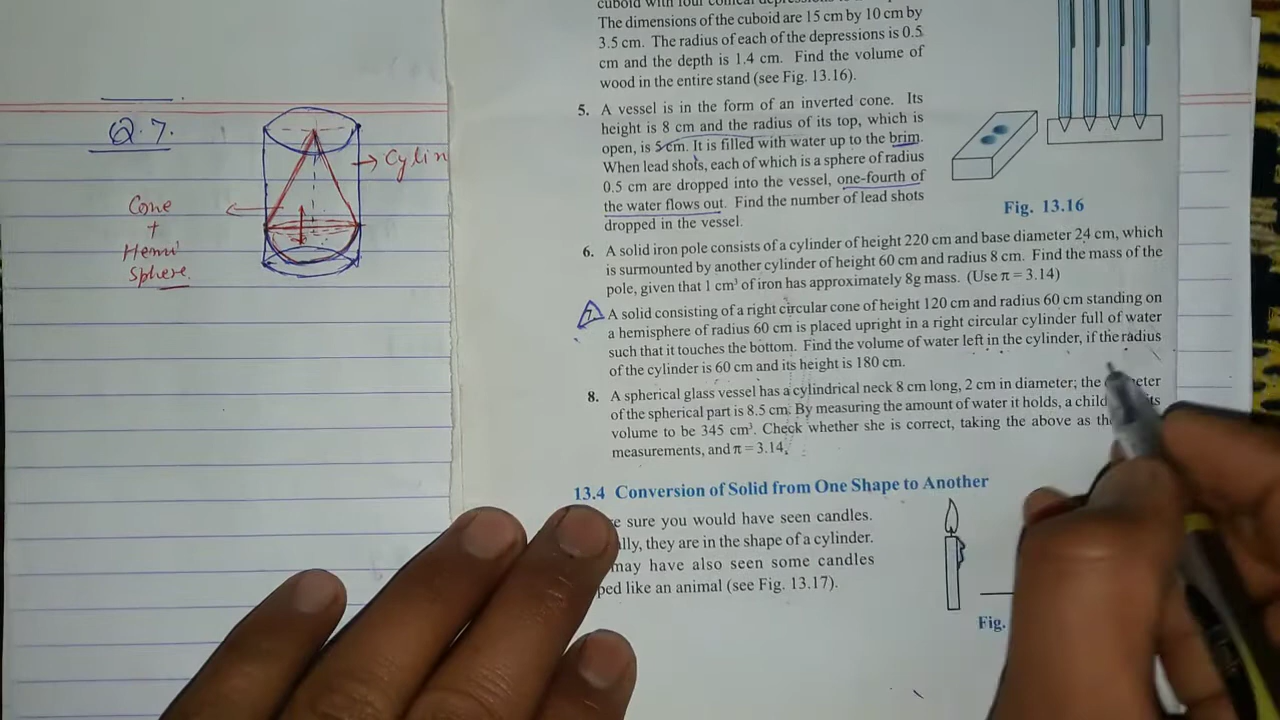 Q.7.
Cylin
Cone
+
Hemi
Sphere.
The dimensions of the cuboid are 15 cm by 10 cm by
3.5 cm. The radius of each of the depressions is 0.5
cm and the depth is 1.4 cm. Find the volume of
wood in the entire stand (see Fig. 13.16).
5. A vessel is in the form of an inverted cone. Its
height is 8 cm and the radius of its top, which is
open, is 5 cm. It is filled with water up to the brim.
When lead shots, each of which is a sphere of radius
0.5 cm are dropped into the vessel, one-fourth of
the water flows out. Find the number of lead shots
dropped in the vessel.
Fig. 13.16
6. A solid iron pole consists of a cylinder of height 220 cm and base diameter 24 cm, which
is surmounted by another cylinder of height 60 cm and radius 8 cm. Find the mass of the
pole, given that 1 cm³ of iron has approximately 8g mass. (Use π = 3.14)
7. A solid consisting of a right circular cone of height 120 cm and radius 60 cm standing on
a hemisphere of radius 60 cm is placed upright in a right circular cylinder full of water
such that it touches the bottom. Find the volume of water left in the cylinder, if the radius
of the cylinder is 60 cm and its height is 180 cm.
8. A spherical glass vessel has a cylindrical neck 8 cm long, 2 cm in diameter; the
of the spherical part is 8.5 cm. By measuring the amount of water it holds, a child
volume to be 345 cm³. Check whether she is correct, taking the above as the
measurements, and π = 3.14.
13.4 Conversion of Solid from One Shape to Another
sure you would have seen candles.
they are in the shape of a cylinder.
may have also seen some candles
like an animal (see Fig. 13.17).
Fig.